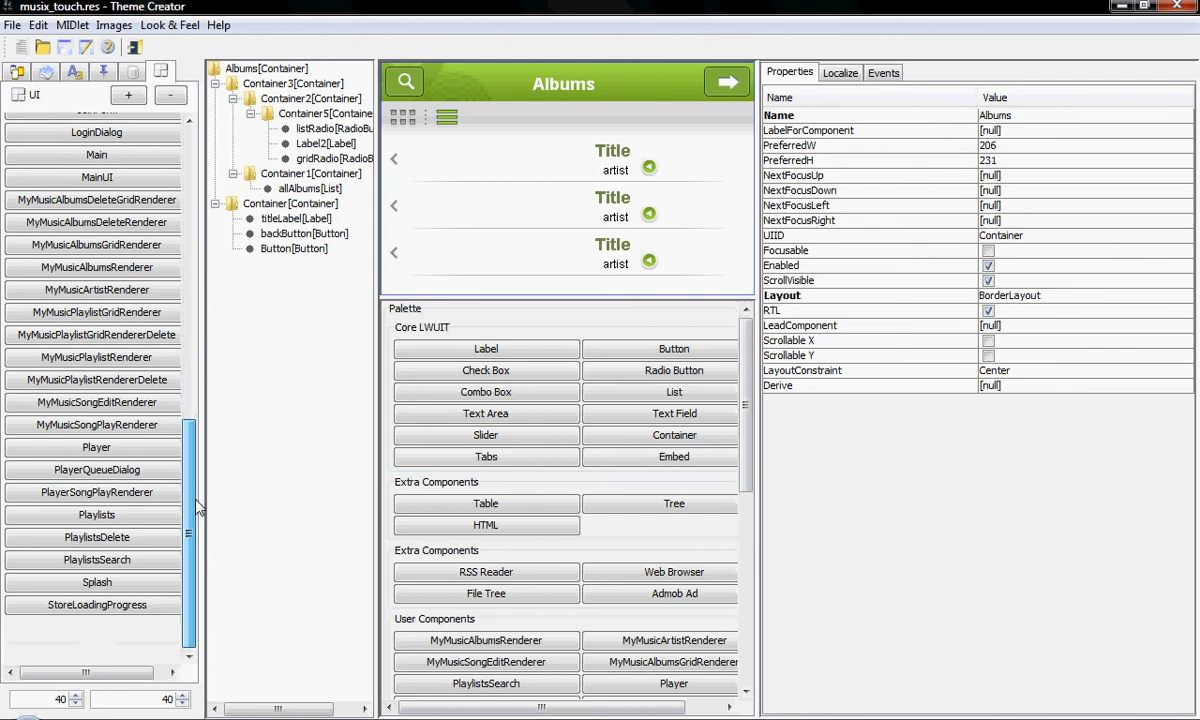 musix_touch.res - Theme Creator
File Edit MIDlet Images Look & Feel Help
UI
+ -
LoginDialog
Main
MainUI
MyMusicAlbumsDeleteGridRenderer
MyMusicAlbumsDeleteRenderer
MyMusicAlbumsGridRenderer
MyMusicAlbumsRenderer
MyMusicArtistRenderer
MyMusicPlaylistGridRenderer
MyMusicPlaylistGridRendererDelete
MyMusicPlaylistRenderer
MyMusicPlaylistRendererDelete
MyMusicSongEditRenderer
MyMusicSongPlayRenderer
Player
PlayerQueueDialog
PlayerSongPlayRenderer
Playlists
PlaylistsDelete
PlaylistsSearch
Splash
StoreLoadingProgress
40 40
Albums[Container]
Container3[Container]
Container2[Container]
Container5[Containe
listRadio[RadioBu
Label2[Label]
gridRadio[RadioB
Container1[Container]
allAlbums[List]
Container[Container]
titleLabel[Label]
backButton[Button]
Button[Button]
Albums
Title
artist
Title
artist
Title
artist
Palette
Core LWUIT
Label Button
Check Box Radio Button
Combo Box List
Text Area Text Field
Slider Container
Tabs Embed
Extra Components
Table Tree
HTML
Extra Components
RSS Reader Web Browser
File Tree Admob Ad
User Components
MyMusicAlbumsRenderer MyMusicArtistRenderer
MyMusicSongEditRenderer MyMusicAlbumsGridRenderer
PlaylistsSearch Player
Properties Localize Events
Name Value
Name Albums
LabelForComponent [null]
PreferredW 206
PreferredH 231
NextFocusUp [null]
NextFocusDown [null]
NextFocusLeft [null]
NextFocusRight [null]
UIID Container
Focusable
Enabled
ScrollVisible
Layout BorderLayout
RTL
LeadComponent [null]
Scrollable X
Scrollable Y
LayoutConstraint Center
Derive [null]